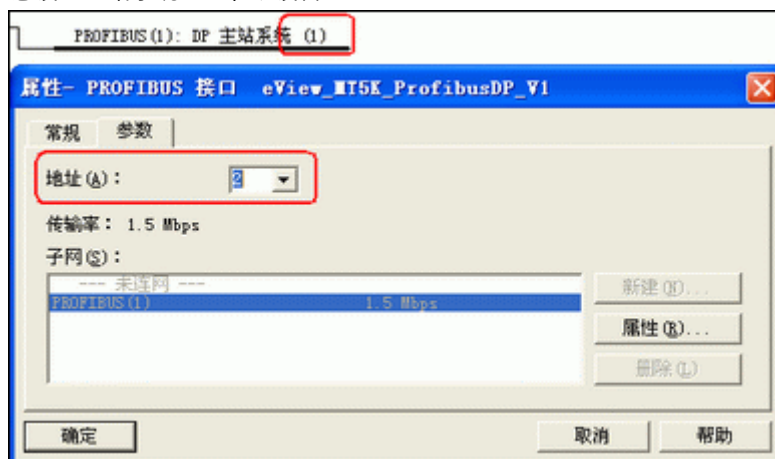 PROFIBUS(1): DP 主站系统 (1)
属性- PROFIBUS 接口 eView_MT5K_ProfibusDP_V1
常规 参数
地址(A): 2
传输率: 1.5 Mbps
子网(S):
--- 未连网 ---
PROFIBUS(1) 1.5 Mbps
新建(N)...
属性(R)...
删除(L)
确定 取消 帮助